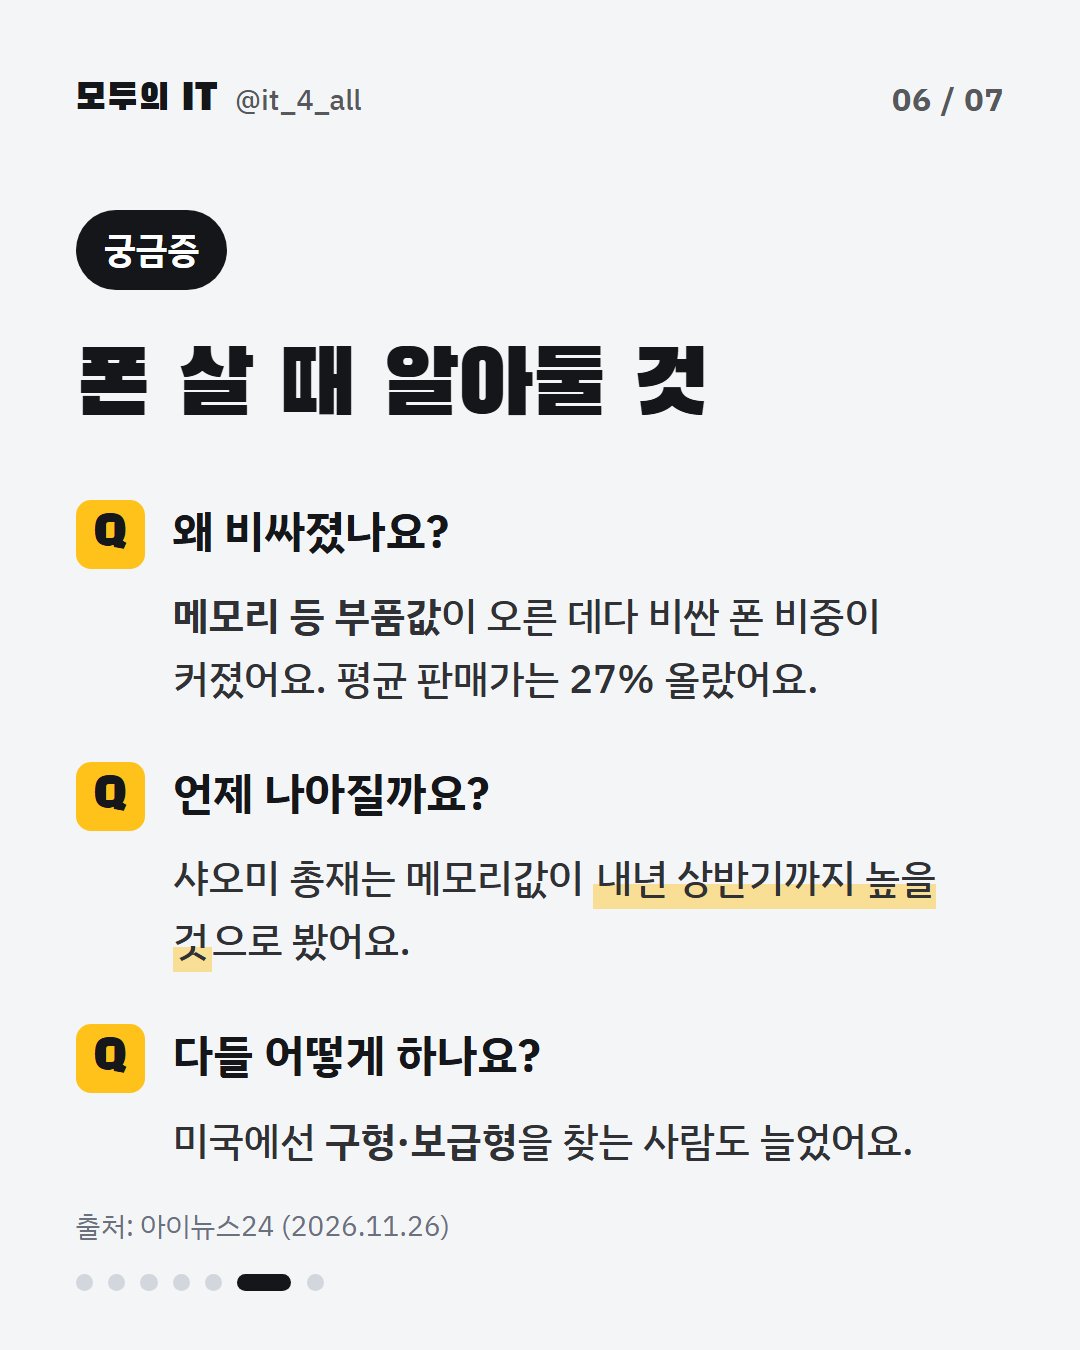 모두의 IT @it_4_all
06 / 07
궁금증
폰 살 때 알아둘 것
Q 왜 비싸졌나요?
메모리 등 부품값이 오른 데다 비싼 폰 비중이
커졌어요. 평균 판매가는 27% 올랐어요.
Q 언제 나아질까요?
샤오미 총재는 메모리값이 내년 상반기까지 높을
것으로 봤어요.
Q 다들 어떻게 하나요?
미국에선 구형·보급형을 찾는 사람도 늘었어요.
출처: 아이뉴스24 (2026.11.26)